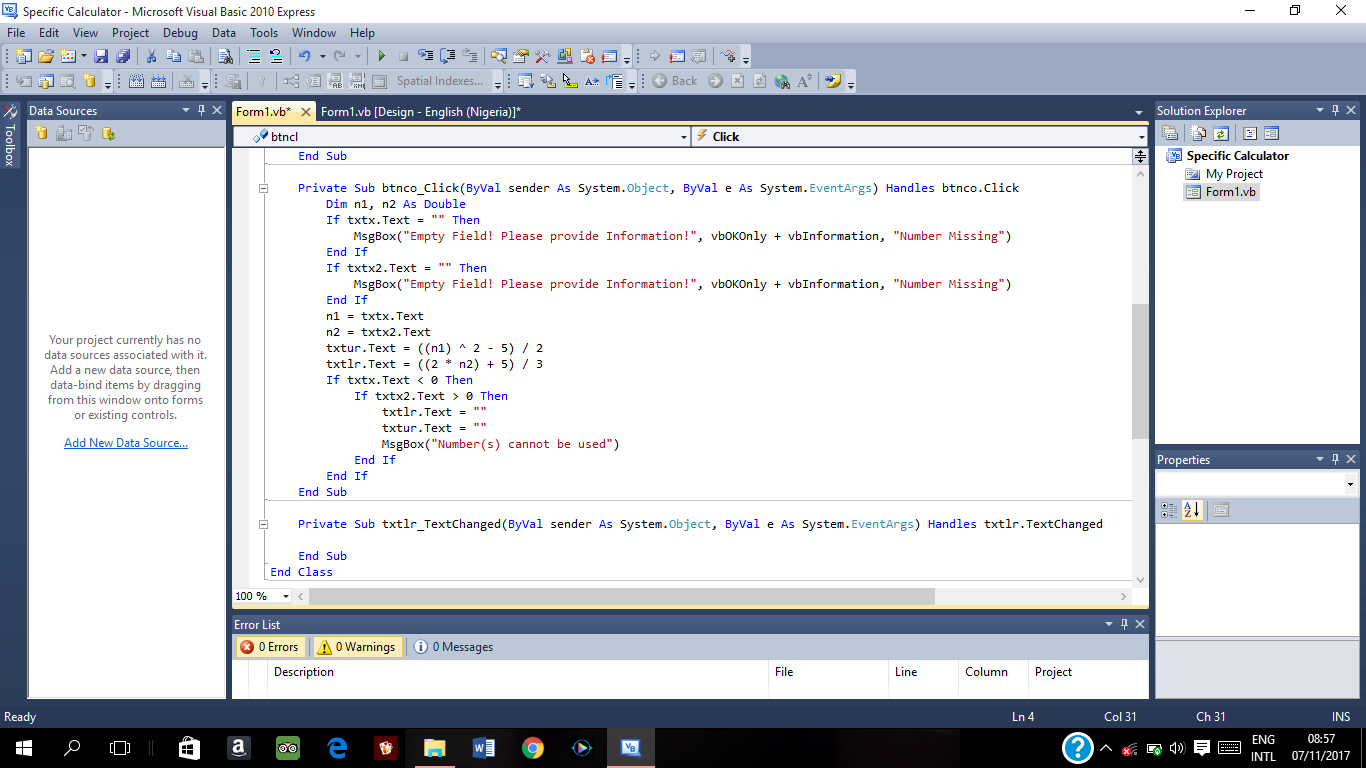 Specific Calculator - Microsoft Visual Basic 2010 Express
File Edit View Project Debug Data Tools Window Help
Spatial Indexes...
Back
Toolbox
Data Sources
Your project currently has no
data sources associated with it.
Add a new data source, then
data-bind items by dragging
from this window onto forms
or existing controls.
Add New Data Source...
Form1.vb*
Form1.vb [Design - English (Nigeria)]*
btncl
Click
End Sub
Private Sub btnco_Click(ByVal sender As System.Object, ByVal e As System.EventArgs) Handles btnco.Click
Dim n1, n2 As Double
If txtx.Text = "" Then
MsgBox("Empty Field! Please provide Information!", vbOKOnly + vbInformation, "Number Missing")
End If
If txtx2.Text = "" Then
MsgBox("Empty Field! Please provide Information!", vbOKOnly + vbInformation, "Number Missing")
End If
n1 = txtx.Text
n2 = txtx2.Text
txtur.Text = ((n1) ^ 2 - 5) / 2
txtlr.Text = ((2 * n2) + 5) / 3
If txtx.Text < 0 Then
If txtx2.Text > 0 Then
txtlr.Text = ""
txtur.Text = ""
MsgBox("Number(s) cannot be used")
End If
End If
End Sub
Private Sub txtlr_TextChanged(ByVal sender As System.Object, ByVal e As System.EventArgs) Handles txtlr.TextChanged
End Sub
End Class
100 %
Error List
0 Errors
0 Warnings
0 Messages
Description File Line Column Project
Solution Explorer
Specific Calculator
My Project
Form1.vb
Properties
Ready
Ln 4 Col 31 Ch 31 INS
ENG
INTL
08:57
07/11/2017